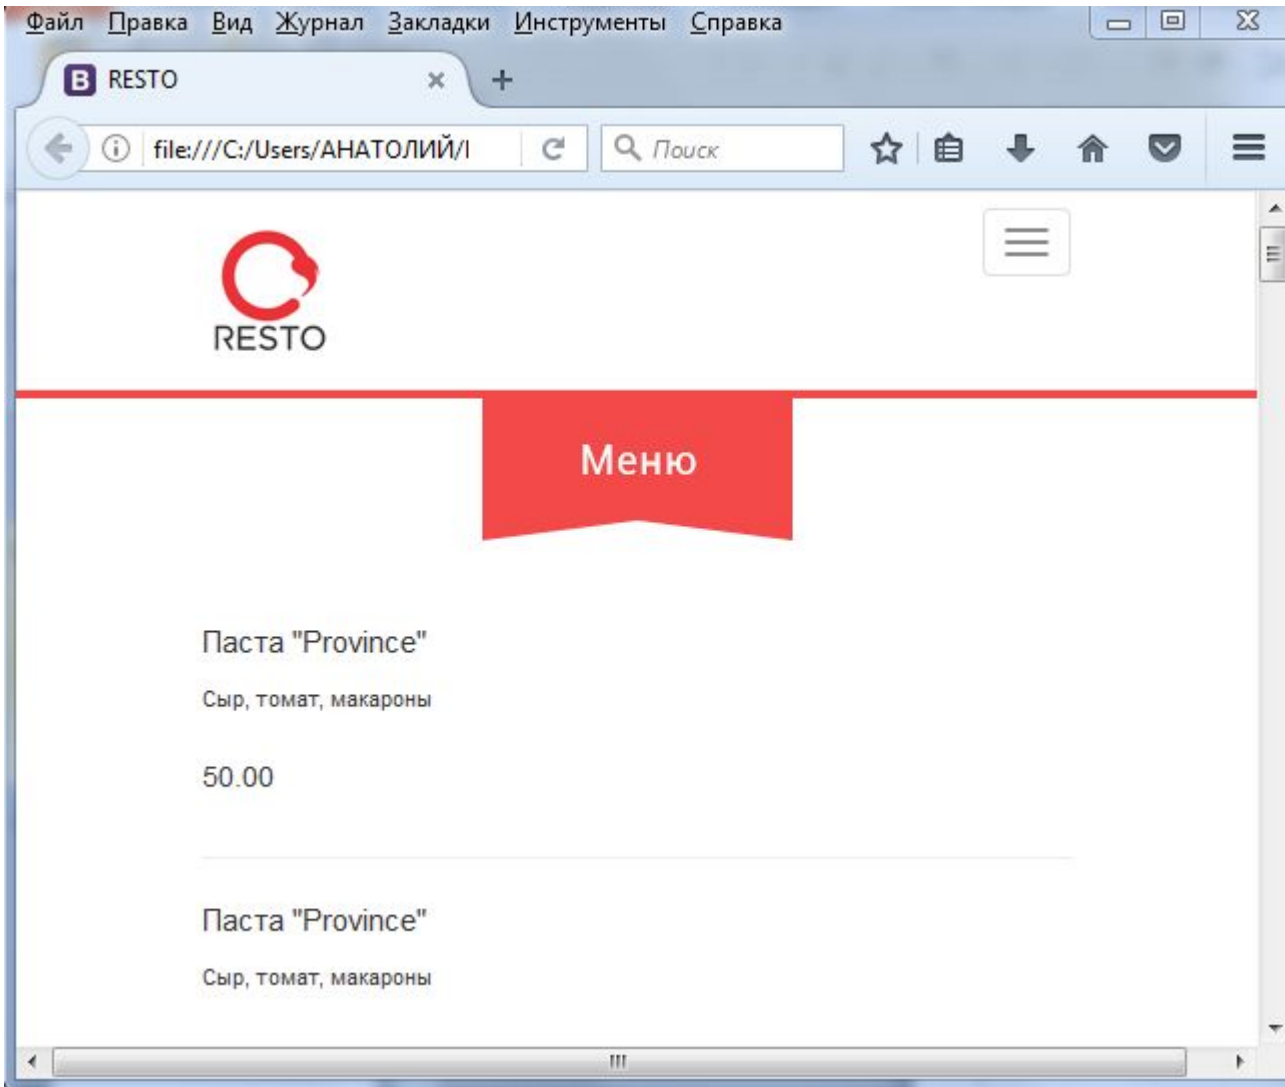 Файл Правка Вид Журнал Закладки Инструменты Справка
B RESTO
file:///C:/Users/АНАТОЛИЙ/I Поиск
RESTO
Меню
Паста "Province"
Сыр, томат, макароны
50.00
Паста "Province"
Сыр, томат, макароны